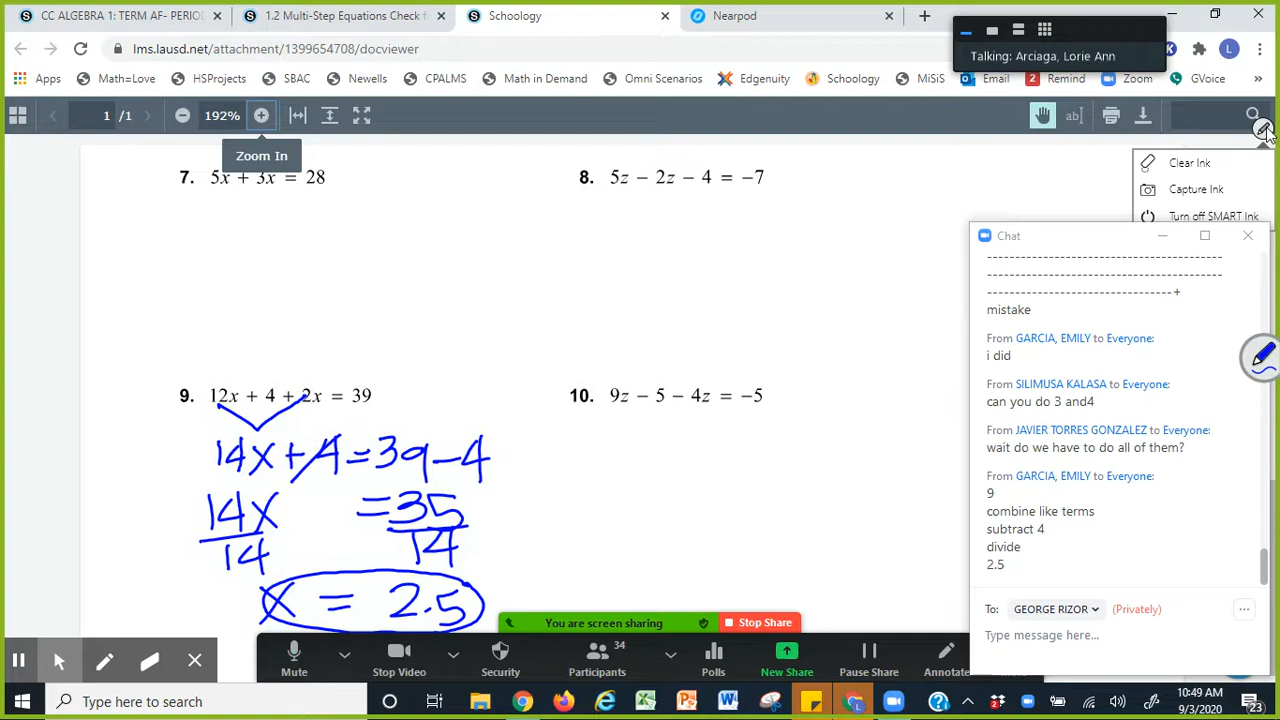 CC ALGEBRA 1: TERM AF- PERIOD
1.2 Multi-Step Equations Check f
Schoology
Nearpod
Talking: Arciaga, Lorie Ann
lms.lausd.net/attachment/1399654708/docviewer
Apps
Math=Love
HSProjects
SBAC
Newells
CPALMS
Math in Demand
Omni Scenarios
Edgenuity
Schoology
MiSiS
Email
Remind
Zoom
GVoice
1 /1
192%
Zoom In
Clear Ink
Capture Ink
Turn off SMART Ink
7. 5x + 3x = 28
8. 5z − 2z − 4 = −7
9. 12x + 4 + 2x = 39
14x+4=39-4
14x =35
14 14
x = 2.5
10. 9z − 5 − 4z = −5
Chat
-----------------------------------------
-----------------------------------------
--------------------------------+
mistake
From GARCIA, EMILY to Everyone:
i did
From SILIMUSA KALASA to Everyone:
can you do 3 and4
From JAVIER TORRES GONZALEZ to Everyone:
wait do we have to do all of them?
From GARCIA, EMILY to Everyone:
9
combine like terms
subtract 4
divide
2.5
To: GEORGE RIZOR (Privately)
Type message here...
You are screen sharing
Stop Share
Mute
Stop Video
Security
34
Participants
Polls
New Share
Pause Share
Annotate
Type here to search
10:49 AM
9/3/2020
23